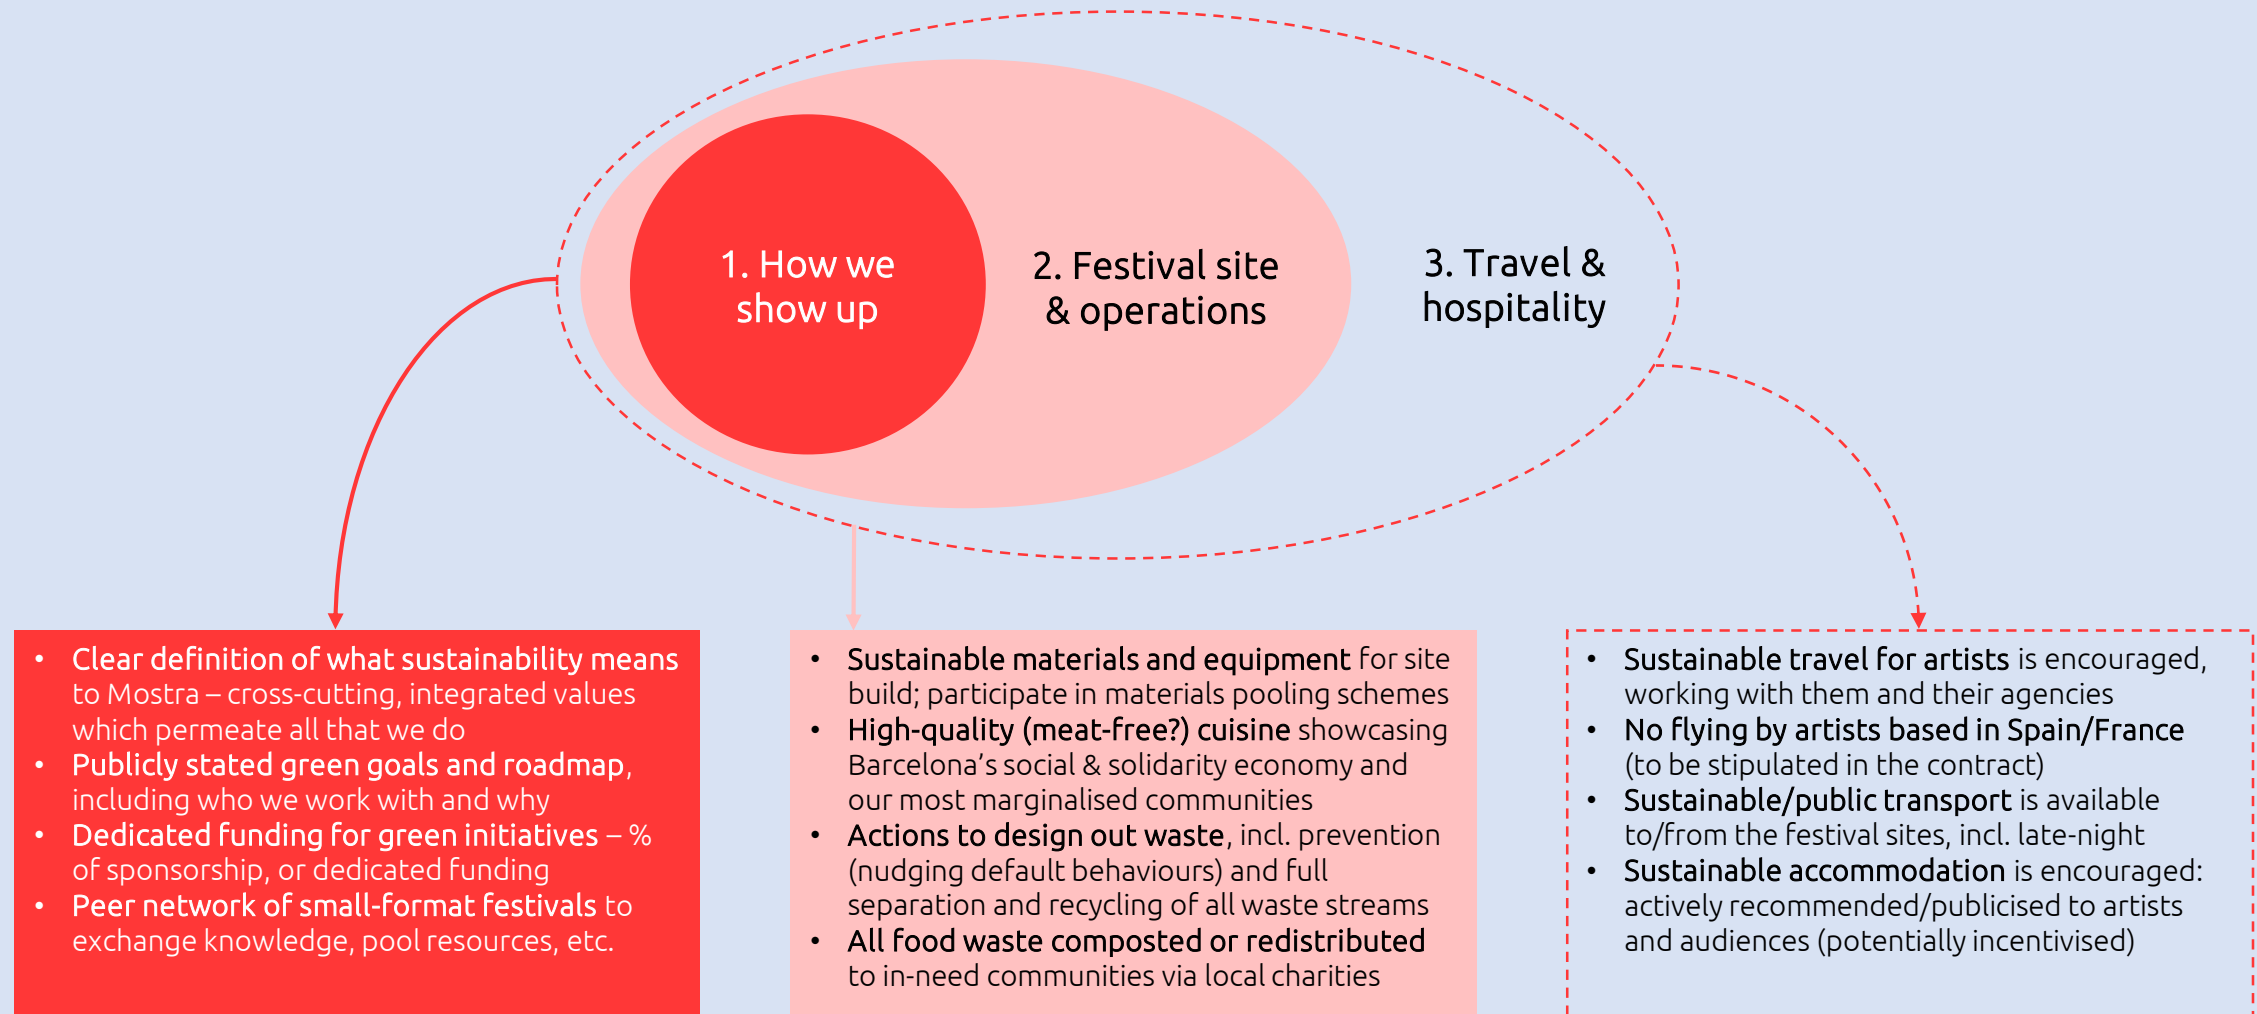 1. How we
show up
2. Festival site
& operations
3. Travel &
hospitality
• Clear definition of what sustainability means
to Mostra – cross-cutting, integrated values
which permeate all that we do
• Publicly stated green goals and roadmap,
including who we work with and why
• Dedicated funding for green initiatives – %
of sponsorship, or dedicated funding
• Peer network of small-format festivals to
exchange knowledge, pool resources, etc.
• Sustainable materials and equipment for site
build; participate in materials pooling schemes
• High-quality (meat-free?) cuisine showcasing
Barcelona’s social & solidarity economy and
our most marginalised communities
• Actions to design out waste, incl. prevention
(nudging default behaviours) and full
separation and recycling of all waste streams
• All food waste composted or redistributed
to in-need communities via local charities
• Sustainable travel for artists is encouraged,
working with them and their agencies
• No flying by artists based in Spain/France
(to be stipulated in the contract)
• Sustainable/public transport is available
to/from the festival sites, incl. late-night
• Sustainable accommodation is encouraged:
actively recommended/publicised to artists
and audiences (potentially incentivised)